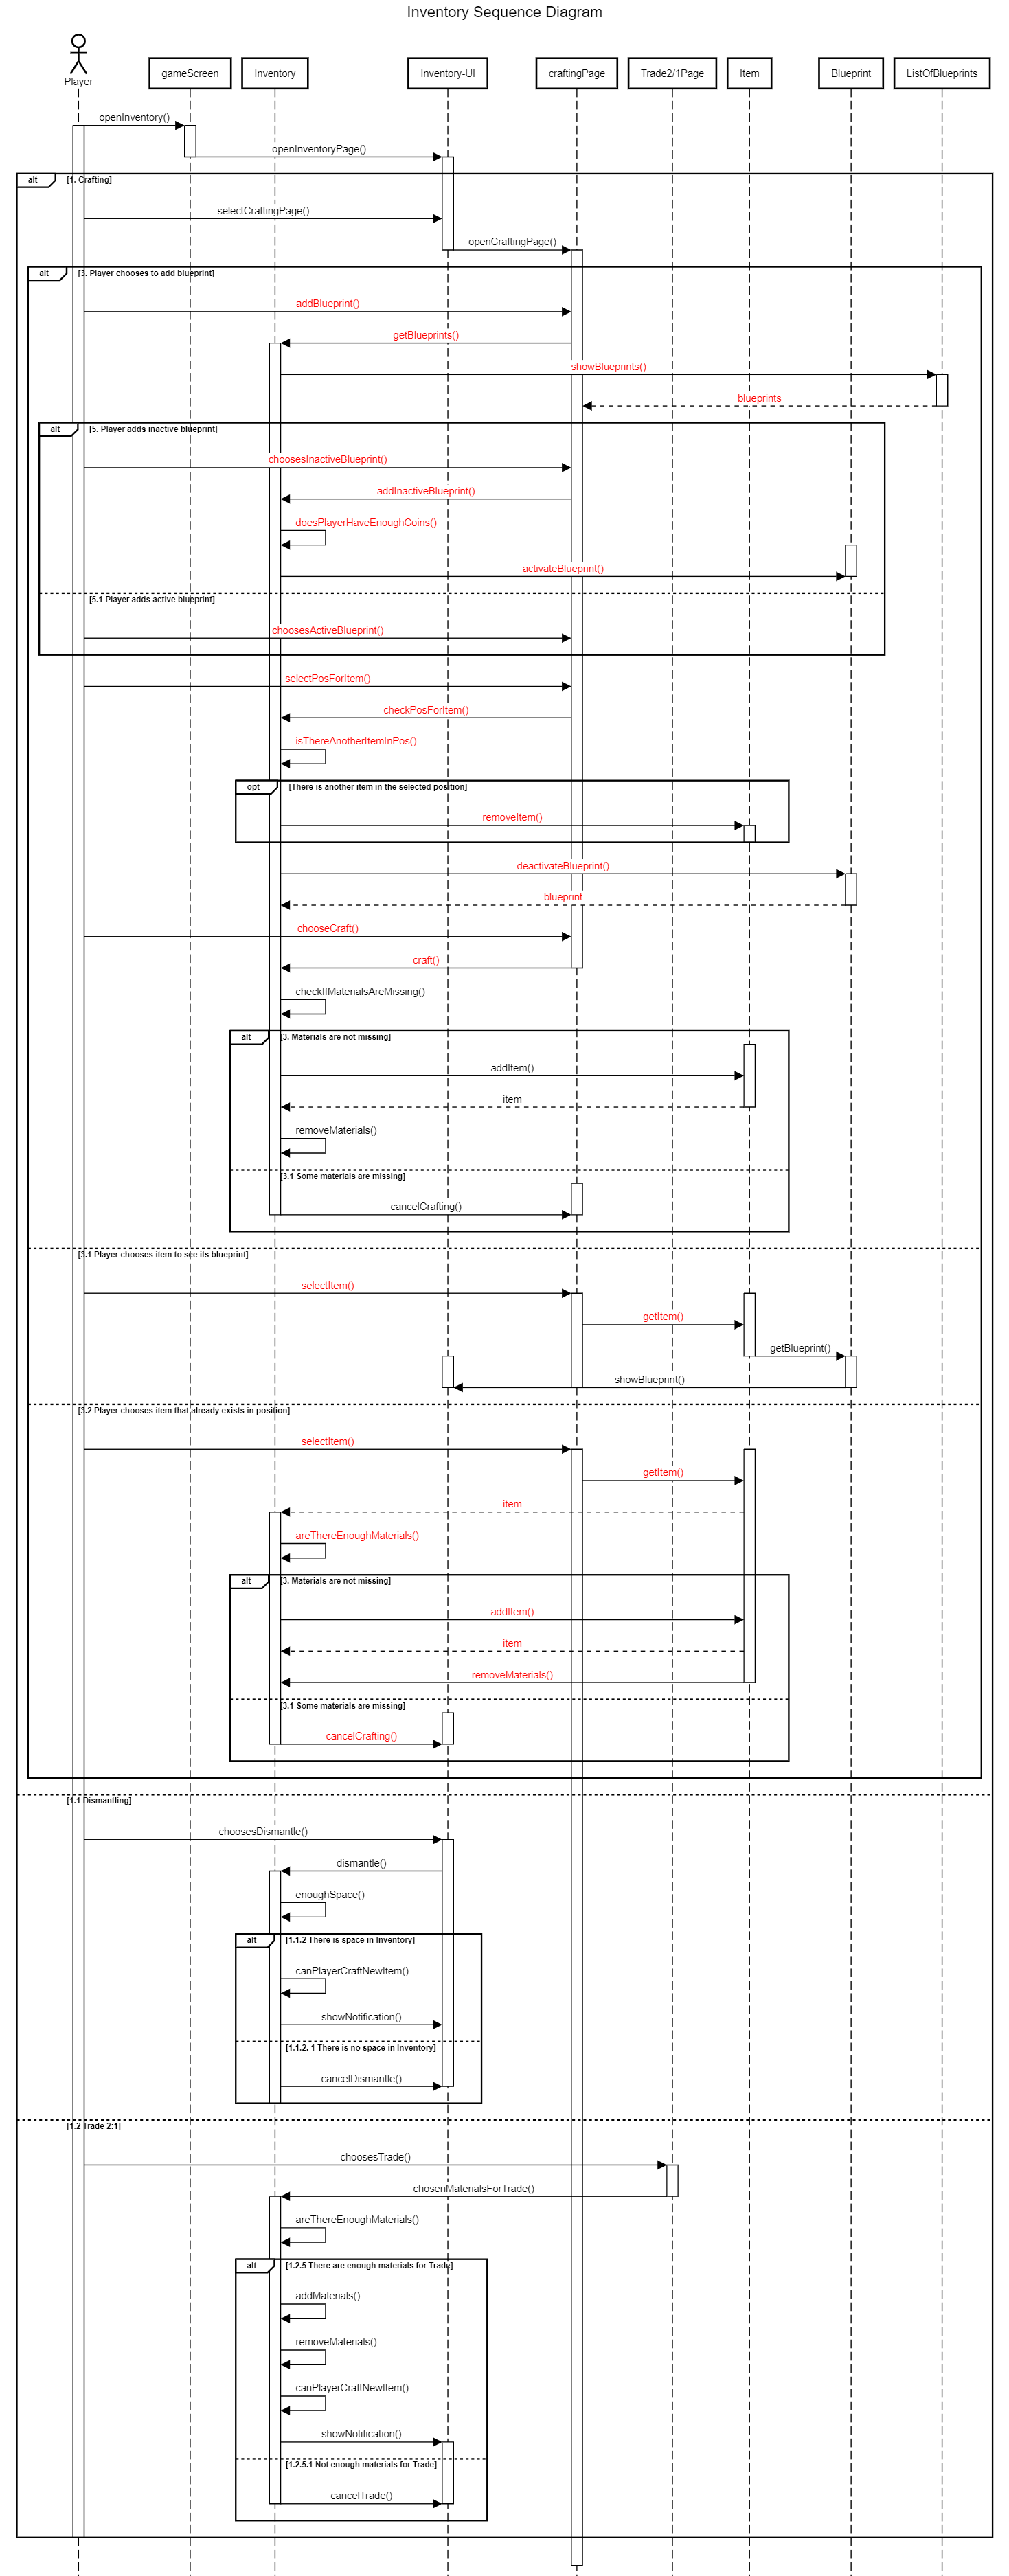 Inventory Sequence Diagram
Player
gameScreen
Inventory
Inventory-UI
craftingPage
Trade2/1Page
Item
Blueprint
ListOfBlueprints
openInventory()
openInventoryPage()
alt
[1. Crafting]
selectCraftingPage()
openCraftingPage()
alt
[3. Player chooses to add blueprint]
addBlueprint()
getBlueprints()
showBlueprints()
blueprints
alt
[5. Player adds inactive blueprint]
choosesInactiveBlueprint()
addInactiveBlueprint()
doesPlayerHaveEnoughCoins()
activateBlueprint()
[5.1 Player adds active blueprint]
choosesActiveBlueprint()
selectPosForItem()
checkPosForItem()
isThereAnotherItemInPos()
opt
[There is another item in the selected position]
removeItem()
deactivateBlueprint()
blueprint
chooseCraft()
craft()
checkIfMaterialsAreMissing()
alt
[3. Materials are not missing]
addItem()
item
removeMaterials()
[3.1 Some materials are missing]
cancelCrafting()
[3.1 Player chooses item to see its blueprint]
selectItem()
getItem()
getBlueprint()
showBlueprint()
[3.2 Player chooses item that already exists in position]
selectItem()
getItem()
item
areThereEnoughMaterials()
alt
[3. Materials are not missing]
addItem()
item
removeMaterials()
[3.1 Some materials are missing]
cancelCrafting()
[1.1 Dismantling]
choosesDismantle()
dismantle()
enoughSpace()
alt
[1.1.2 There is space in Inventory]
canPlayerCraftNewItem()
showNotification()
[1.1.2. 1 There is no space in Inventory]
cancelDismantle()
[1.2 Trade 2:1]
choosesTrade()
chosenMaterialsForTrade()
areThereEnoughMaterials()
alt
[1.2.5 There are enough materials for Trade]
addMaterials()
removeMaterials()
canPlayerCraftNewItem()
showNotification()
[1.2.5.1 Not enough materials for Trade]
cancelTrade()